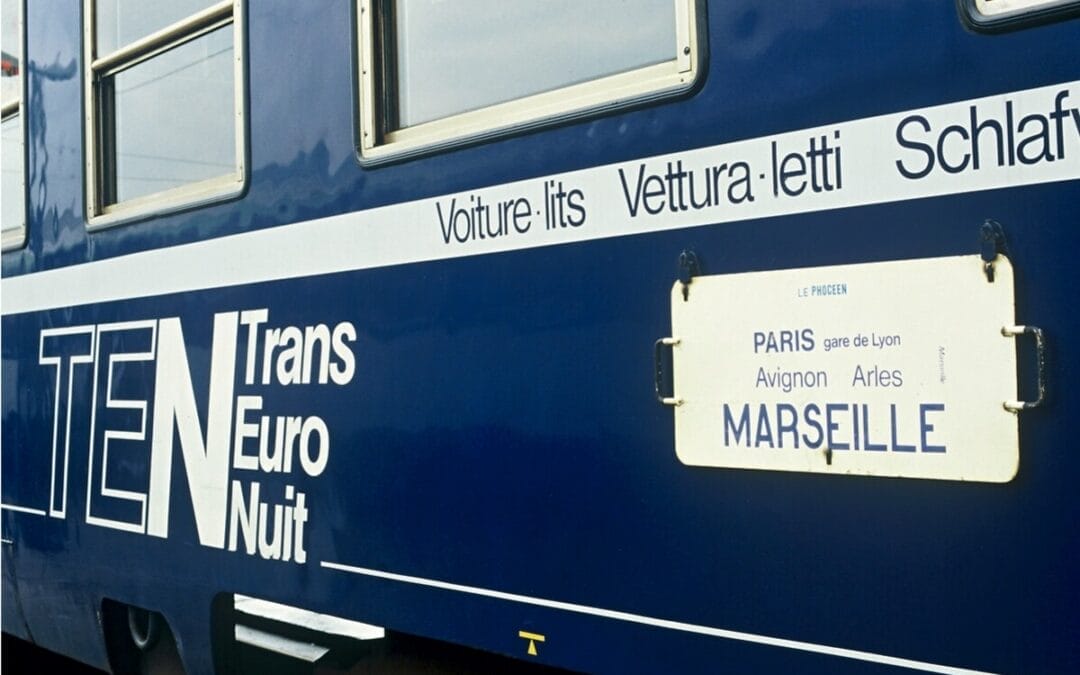 Voiture·lits Vettura·letti Schlafw
TEN
Trans
Euro
Nuit
LE PHOCEEN
PARIS gare de Lyon
Avignon Arles
MARSEILLE